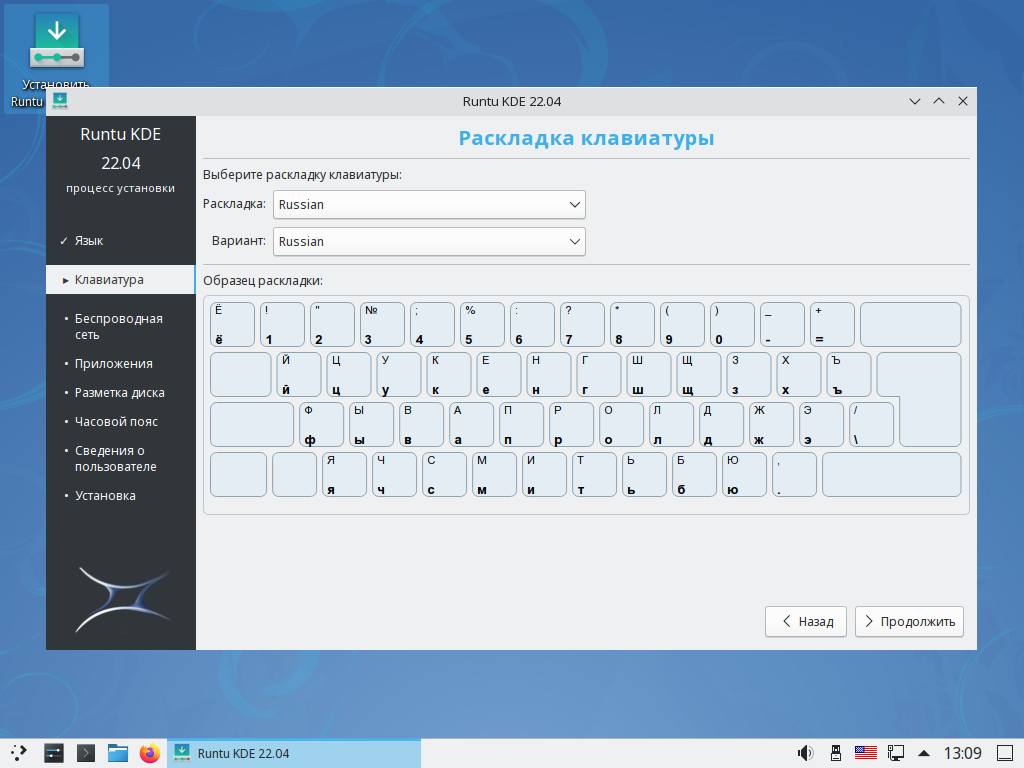 Установить
Runtu
Runtu KDE 22.04
Runtu KDE
22.04
процесс установки
✓ Язык
▸ Клавиатура
• Беспроводная
сеть
• Приложения
• Разметка диска
• Часовой пояс
• Сведения о
пользователе
• Установка
Раскладка клавиатуры
Выберите раскладку клавиатуры:
Раскладка: Russian
Вариант: Russian
Образец раскладки:
Ё ! " № ; % : ? * ( ) _ +
ё 1 2 3 4 5 6 7 8 9 0 - =
Й Ц У К Е Н Г Ш Щ З Х Ъ
й ц у к е н г ш щ з х ъ
Ф Ы В А П Р О Л Д Ж Э /
ф ы в а п р о л д ж э \
Я Ч С М И Т Ь Б Ю ,
я ч с м и т ь б ю .
Назад Продолжить
Runtu KDE 22.04
13:09